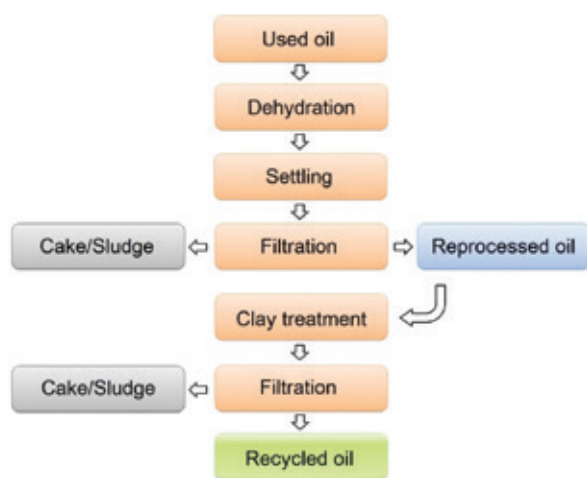 Used oil
Dehydration
Settling
Cake/Sludge
Filtration
Reprocessed oil
Clay treatment
Cake/Sludge
Filtration
Recycled oil